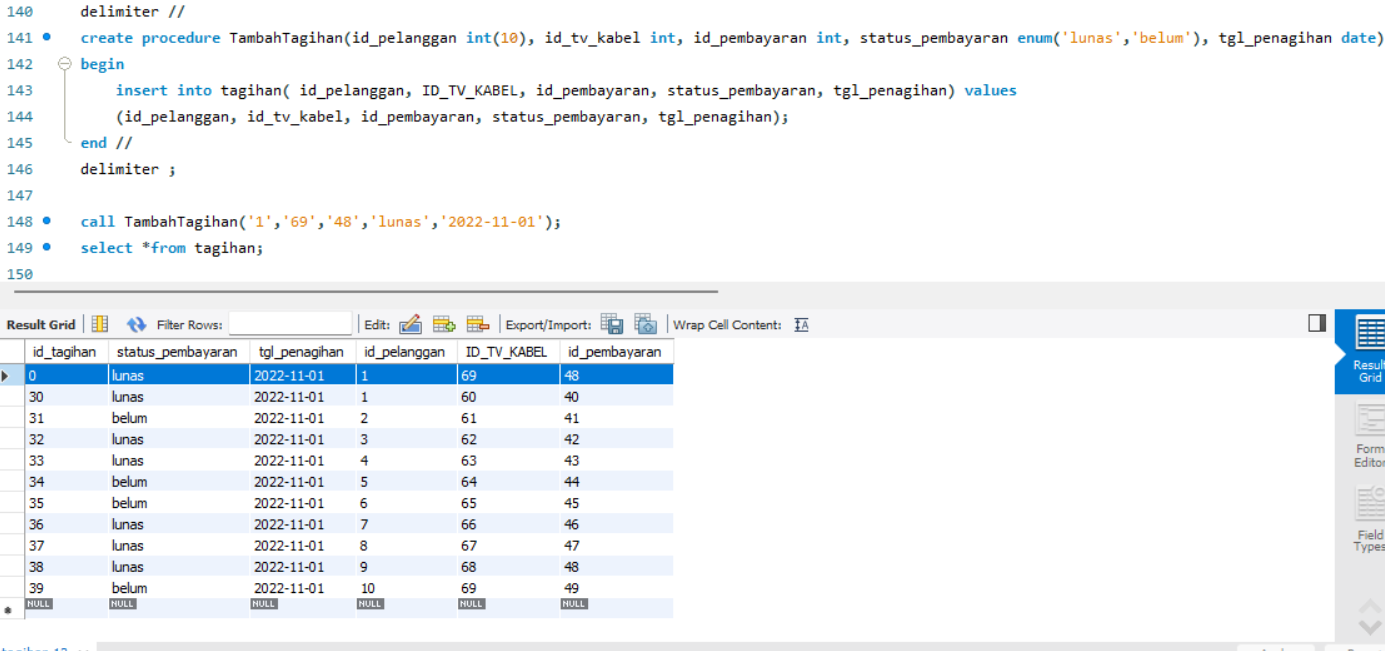 140 delimiter //
141 create procedure TambahTagihan(id_pelanggan int(10), id_tv_kabel int, id_pembayaran int, status_pembayaran enum('lunas','belum'), tgl_penagihan date)
142 begin
143 insert into tagihan( id_pelanggan, ID_TV_KABEL, id_pembayaran, status_pembayaran, tgl_penagihan) values
144 (id_pelanggan, id_tv_kabel, id_pembayaran, status_pembayaran, tgl_penagihan);
145 end //
146 delimiter ;
147
148 call TambahTagihan('1','69','48','lunas','2022-11-01');
149 select *from tagihan;
150
Result Grid Filter Rows: Edit: Export/Import: Wrap Cell Content: IA
id_tagihan status_pembayaran tgl_penagihan id_pelanggan ID_TV_KABEL id_pembayaran
0 lunas 2022-11-01 1 69 48
30 lunas 2022-11-01 1 60 40
31 belum 2022-11-01 2 61 41
32 lunas 2022-11-01 3 62 42
33 lunas 2022-11-01 4 63 43
34 belum 2022-11-01 5 64 44
35 belum 2022-11-01 6 65 45
36 lunas 2022-11-01 7 66 46
37 lunas 2022-11-01 8 67 47
38 lunas 2022-11-01 9 68 48
39 belum 2022-11-01 10 69 49
NULL NULL NULL NULL NULL NULL
Result
Grid
Form
Editor
Field
Types